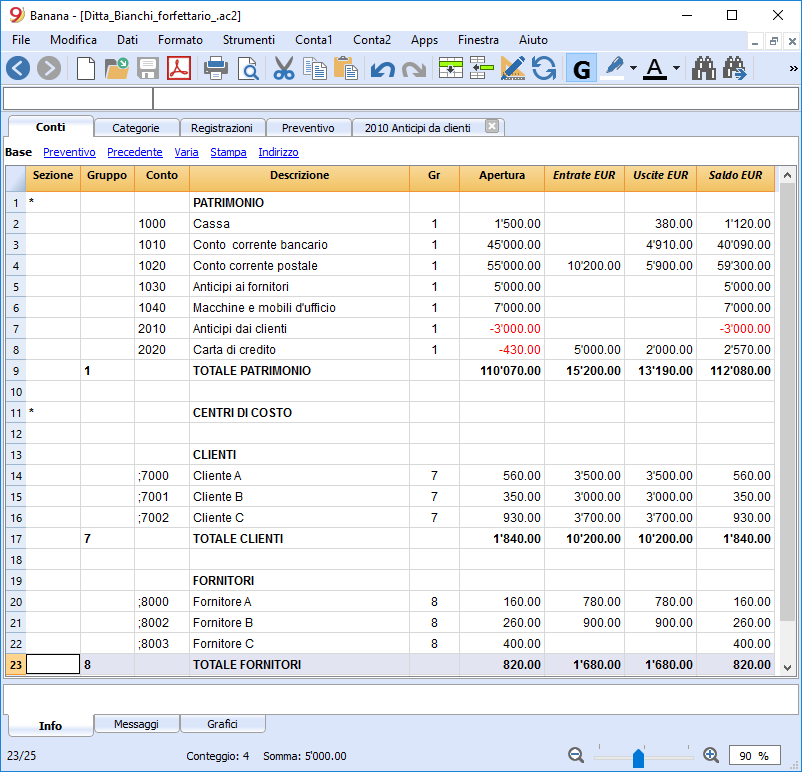 Banana - [Ditta_Bianchi_forfettario_.ac2]
File Modifica Dati Formato Strumenti Conta1 Conta2 Apps Finestra Aiuto
G A »
Conti Categorie Registrazioni Preventivo 2010 Anticipi da clienti
Base Preventivo Precedente Varia Stampa Indirizzo
Sezione Gruppo Conto Descrizione Gr Apertura Entrate EUR Uscite EUR Saldo EUR
1 * PATRIMONIO
2 1000 Cassa 1 1'500.00 380.00 1'120.00
3 1010 Conto corrente bancario 1 45'000.00 4'910.00 40'090.00
4 1020 Conto corrente postale 1 55'000.00 10'200.00 5'900.00 59'300.00
5 1030 Anticipi ai fornitori 1 5'000.00 5'000.00
6 1040 Macchine e mobili d'ufficio 1 7'000.00 7'000.00
7 2010 Anticipi dai clienti 1 -3'000.00 -3'000.00
8 2020 Carta di credito 1 -430.00 5'000.00 2'000.00 2'570.00
9 1 TOTALE PATRIMONIO 110'070.00 15'200.00 13'190.00 112'080.00
10
11 * CENTRI DI COSTO
12
13 CLIENTI
14 ;7000 Cliente A 7 560.00 3'500.00 3'500.00 560.00
15 ;7001 Cliente B 7 350.00 3'000.00 3'000.00 350.00
16 ;7002 Cliente C 7 930.00 3'700.00 3'700.00 930.00
17 7 TOTALE CLIENTI 1'840.00 10'200.00 10'200.00 1'840.00
18
19 FORNITORI
20 ;8000 Fornitore A 8 160.00 780.00 780.00 160.00
21 ;8002 Fornitore B 8 260.00 900.00 900.00 260.00
22 ;8003 Fornitore C 8 400.00 400.00
23 8 TOTALE FORNITORI 820.00 1'680.00 1'680.00 820.00
Info Messaggi Grafici
23/25 Conteggio: 4 Somma: 5'000.00 90 %